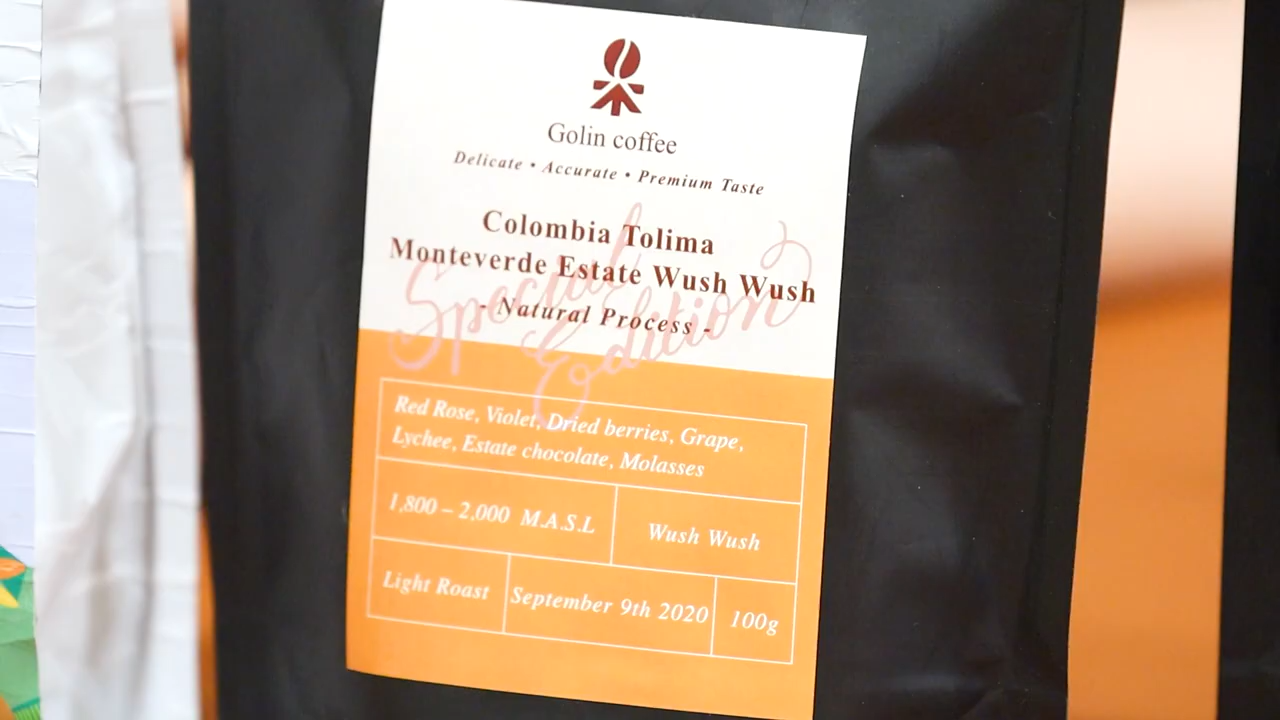 Golin coffee
Delicate • Accurate • Premium Taste
Colombia Tolima
Monteverde Estate Wush Wush
- Natural Process -
Special
Edition
Red Rose, Violet, Dried berries, Grape,
Lychee, Estate chocolate, Molasses
1,800 – 2,000 M.A.S.L
Wush Wush
Light Roast
September 9th 2020
100g